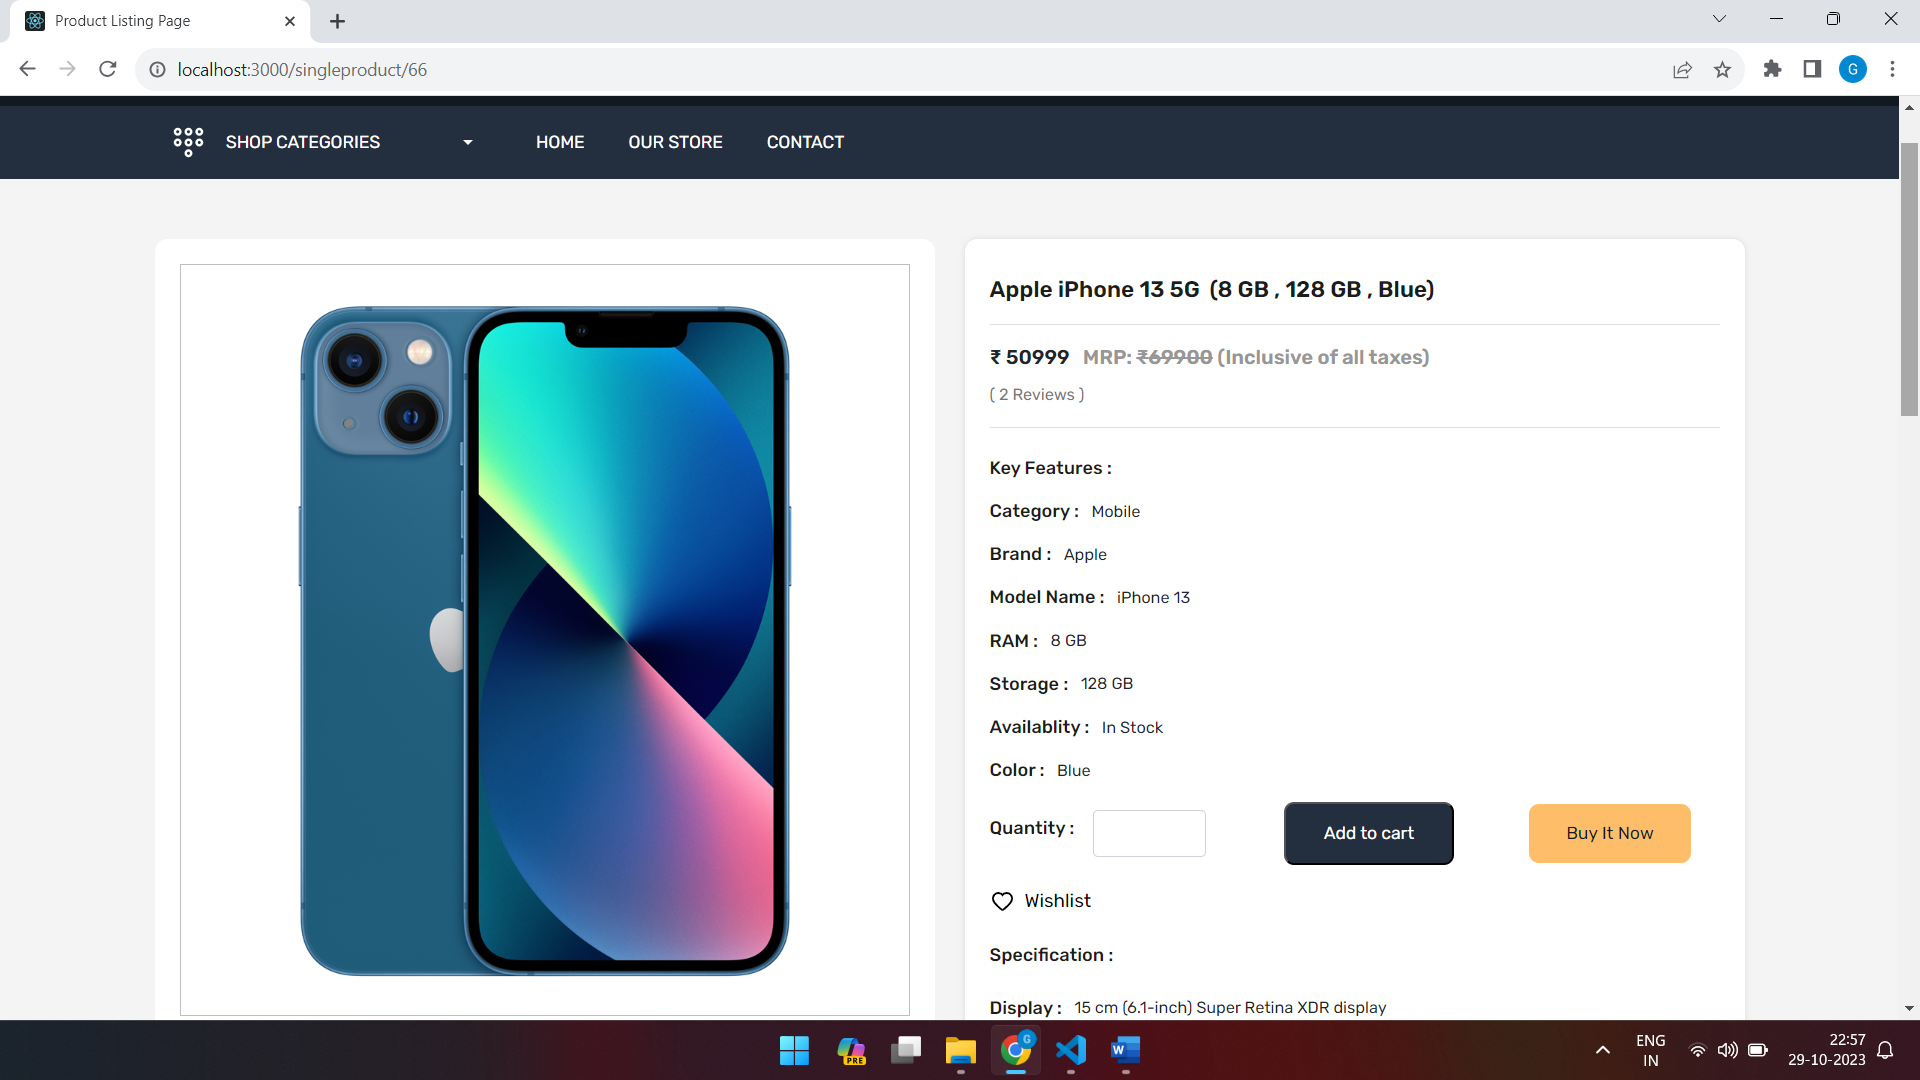 Product Listing Page
localhost:3000/singleproduct/66
G
SHOP CATEGORIES HOME OUR STORE CONTACT
Apple iPhone 13 5G (8 GB , 128 GB , Blue)
₹ 50999 MRP: ₹69900 (Inclusive of all taxes)
( 2 Reviews )
Key Features :
Category : Mobile
Brand : Apple
Model Name : iPhone 13
RAM : 8 GB
Storage : 128 GB
Availablity : In Stock
Color : Blue
Quantity : Add to cart Buy It Now
Wishlist
Specification :
Display : 15 cm (6.1-inch) Super Retina XDR display
PRE
G
W
ENG
IN
22:57
29-10-2023